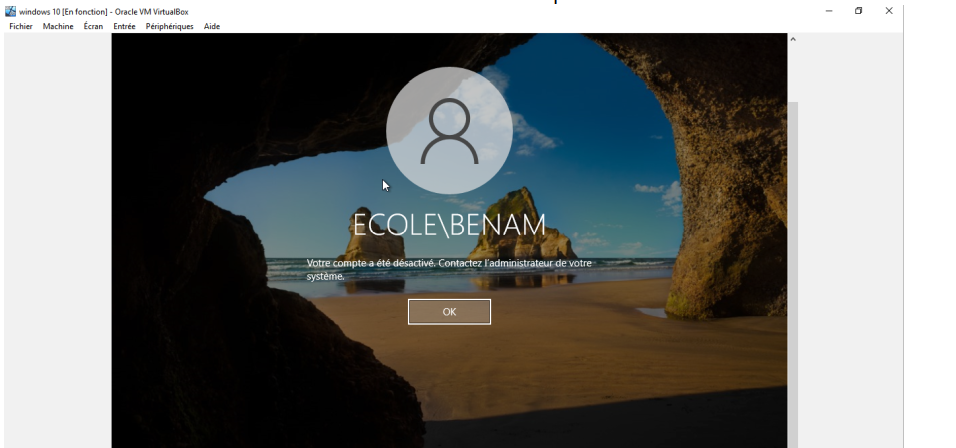 windows 10 [En fonction] - Oracle VM VirtualBox
Fichier Machine Écran Entrée Périphériques Aide
ECOLE\BENAM
Votre compte a été désactivé. Contactez l'administrateur de votre
système.
OK